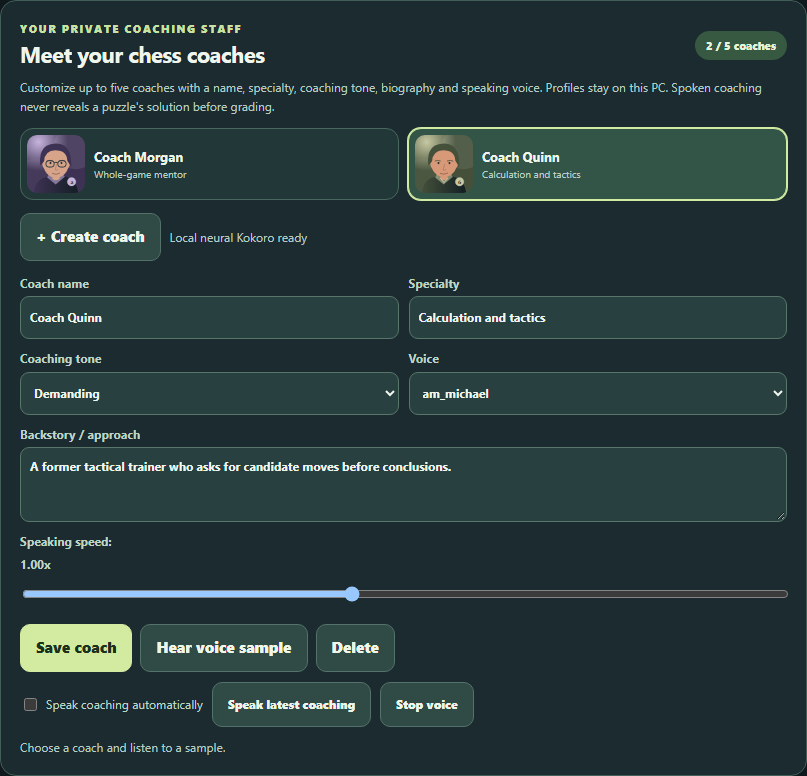 YOUR PRIVATE COACHING STAFF
Meet your chess coaches
2 / 5 coaches
Customize up to five coaches with a name, specialty, coaching tone, biography and speaking voice. Profiles stay on this PC. Spoken coaching
never reveals a puzzle's solution before grading.
Coach Morgan
Whole-game mentor
Coach Quinn
Calculation and tactics
+ Create coach
Local neural Kokoro ready
Coach name
Specialty
Coach Quinn
Calculation and tactics
Coaching tone
Voice
Demanding
am_michael
Backstory / approach
A former tactical trainer who asks for candidate moves before conclusions.
Speaking speed:
1.00x
Save coach
Hear voice sample
Delete
Speak coaching automatically
Speak latest coaching
Stop voice
Choose a coach and listen to a sample.